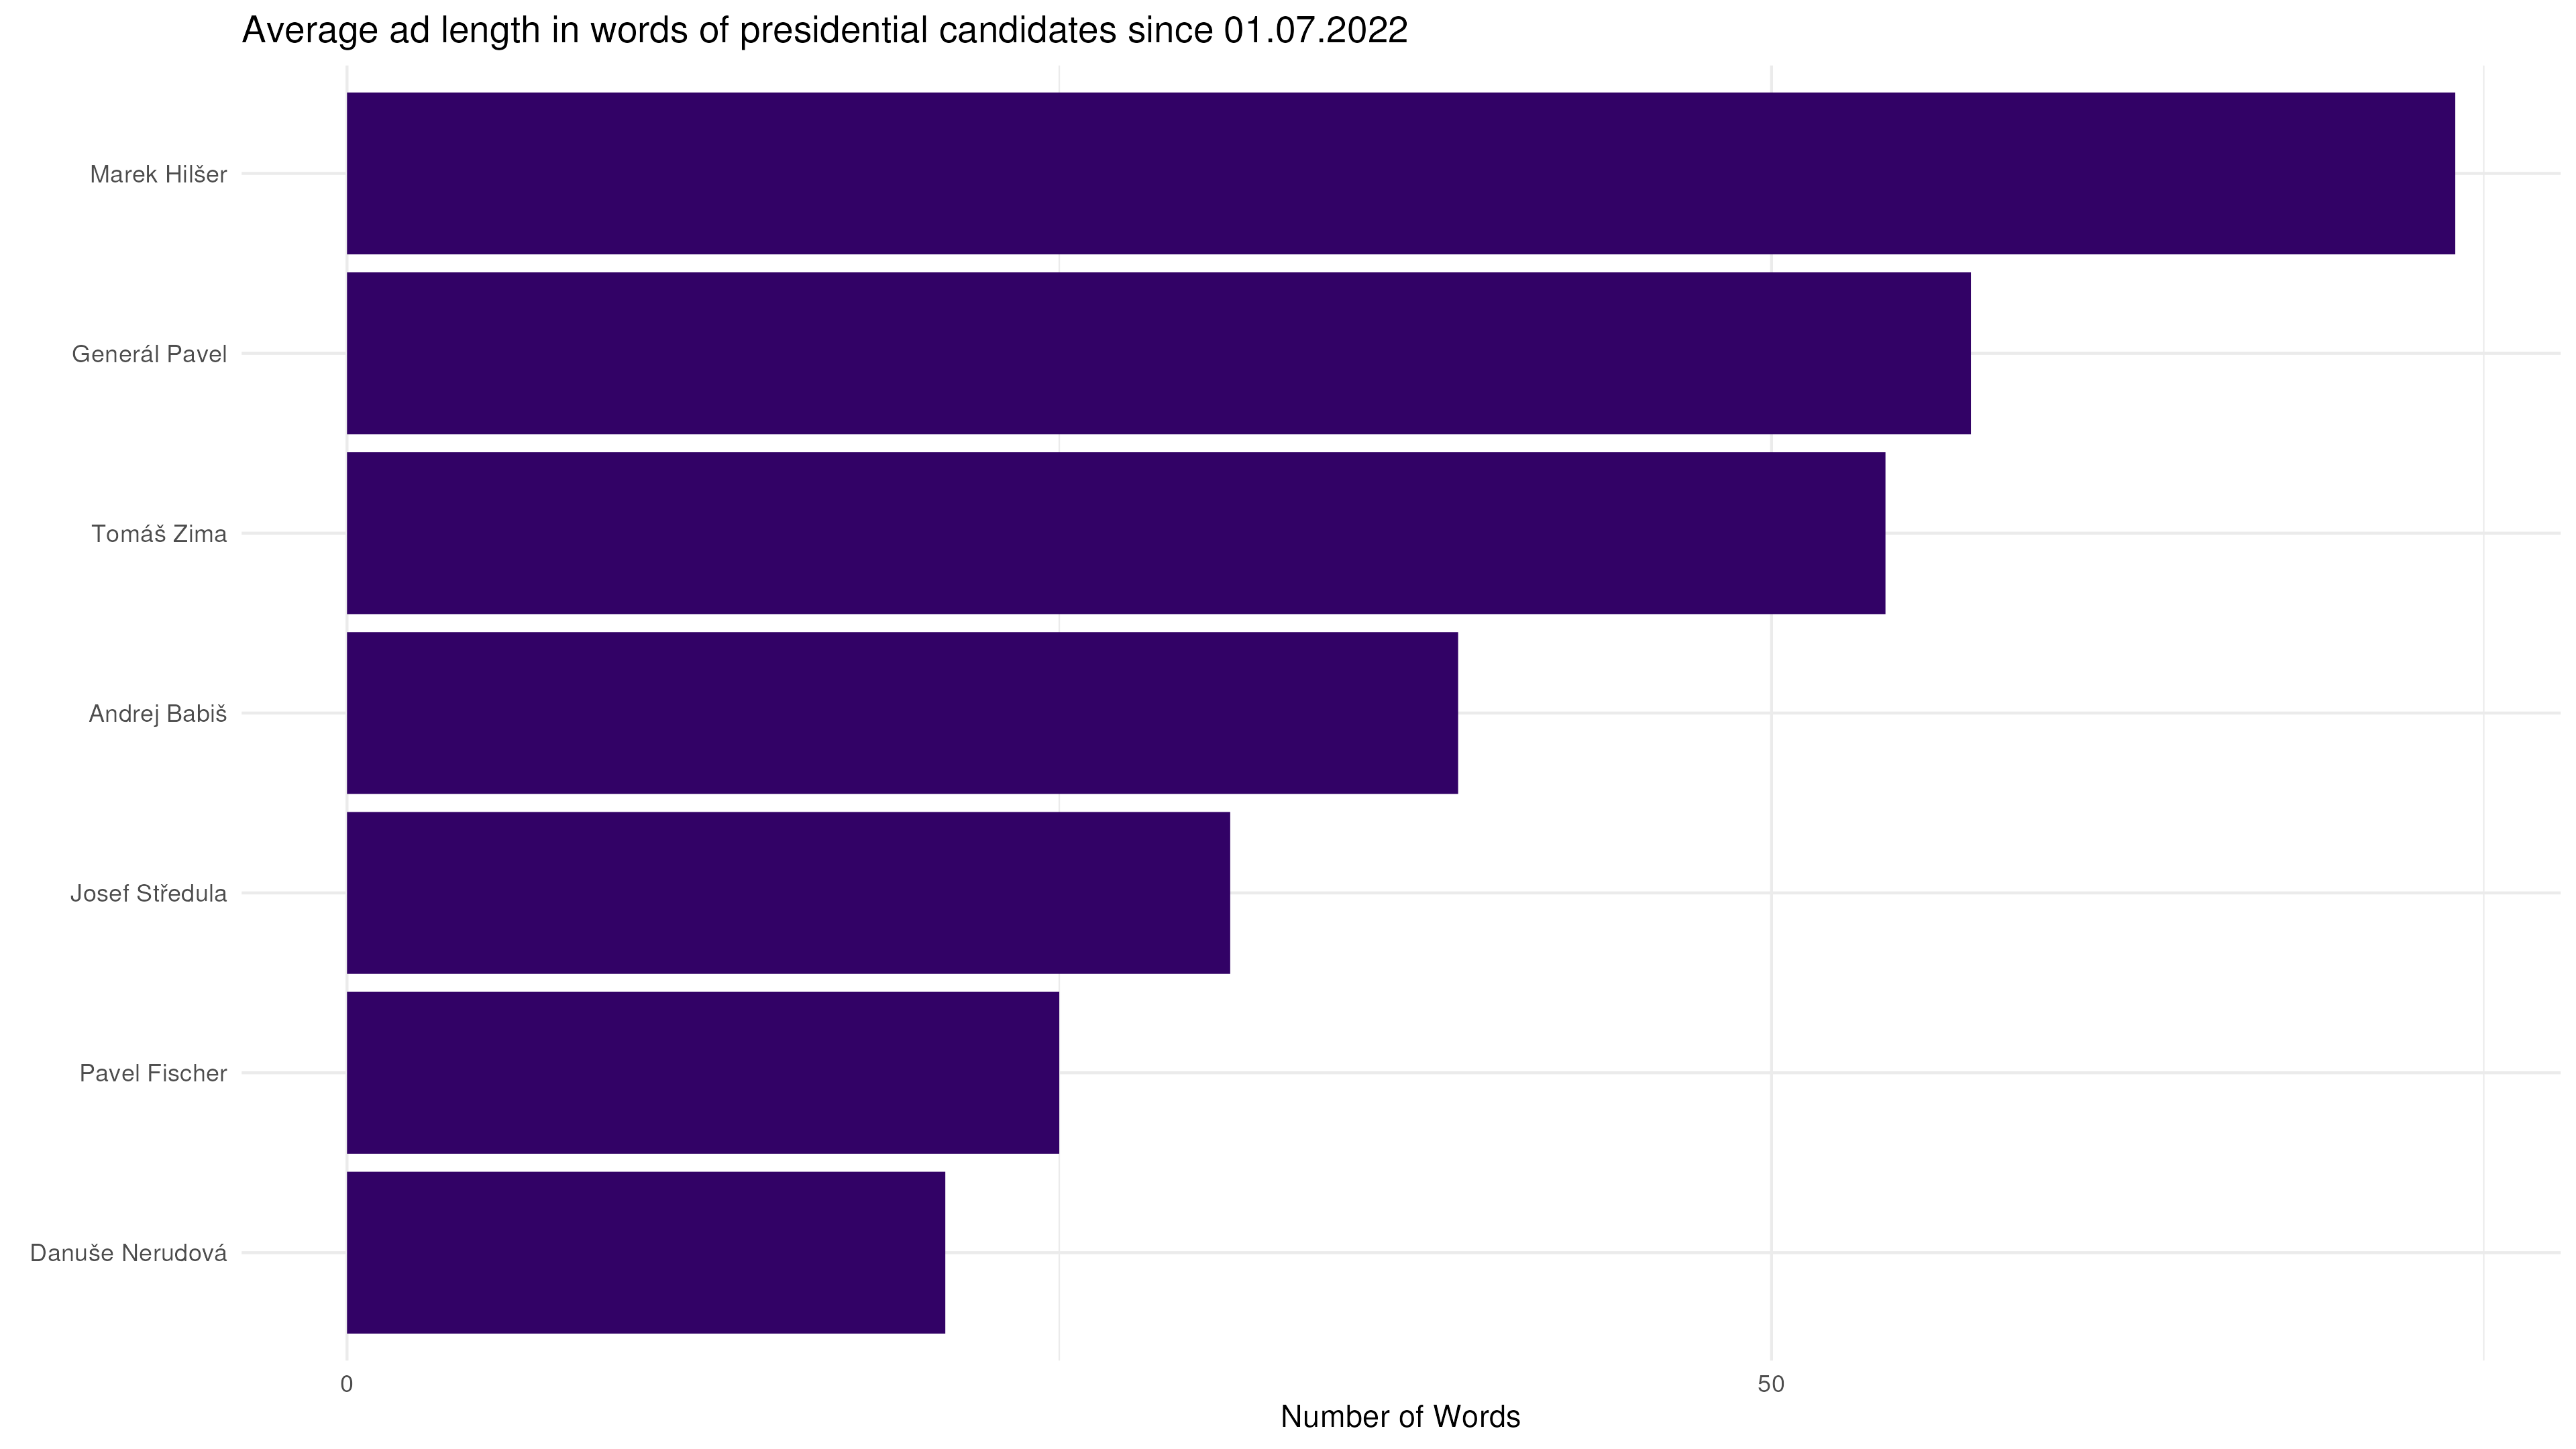 Average ad length in words of presidential candidates since 01.07.2022
Marek Hilšer
Generál Pavel
Tomáš Zima
Andrej Babiš
Josef Středula
Pavel Fischer
Danuše Nerudová
0
50
Number of Words